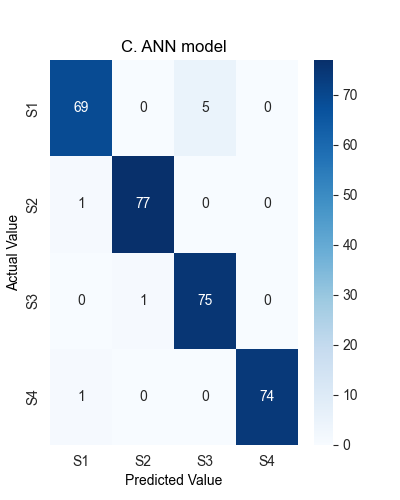 C. ANN model
S1 69 0 5 0
S2 1 77 0 0
S3 0 1 75 0
S4 1 0 0 74
S1 S2 S3 S4
Predicted Value
Actual Value
70
60
50
40
30
20
10
0